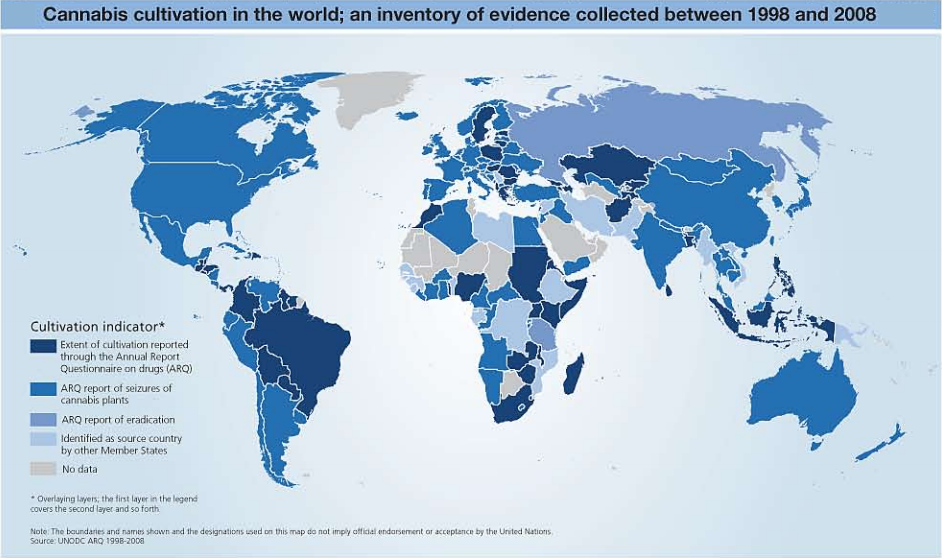 Cannabis cultivation in the world; an inventory of evidence collected between 1998 and 2008
Cultivation indicator*
Extent of cultivation reported
through the Annual Report
Questionnaire on drugs (ARQ)
ARQ report of seizures of
cannabis plants
ARQ report of eradication
Identified as source country
by other Member States
No data
* Overlaying layers; the first layer in the legend
covers the second layer and so forth.
Note: The boundaries and names shown and the designations used on this map do not imply official endorsement or acceptance by the United Nations.
Source: UNODC ARQ 1998-2008